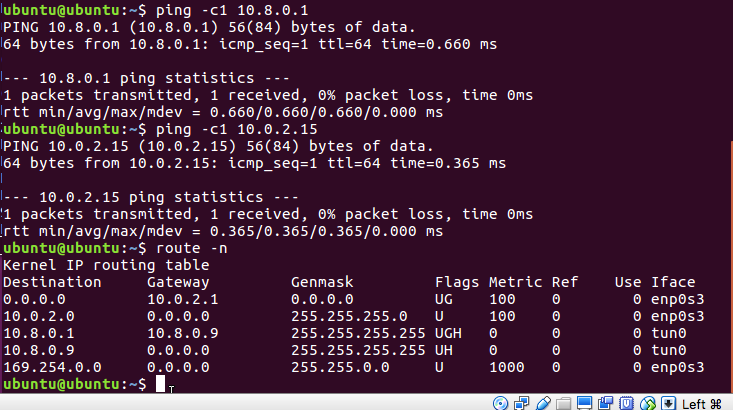 ubuntu@ubuntu:~$ ping -c1 10.8.0.1
PING 10.8.0.1 (10.8.0.1) 56(84) bytes of data.
64 bytes from 10.8.0.1: icmp_seq=1 ttl=64 time=0.660 ms

--- 10.8.0.1 ping statistics ---
1 packets transmitted, 1 received, 0% packet loss, time 0ms
rtt min/avg/max/mdev = 0.660/0.660/0.660/0.000 ms
ubuntu@ubuntu:~$ ping -c1 10.0.2.15
PING 10.0.2.15 (10.0.2.15) 56(84) bytes of data.
64 bytes from 10.0.2.15: icmp_seq=1 ttl=64 time=0.365 ms

--- 10.0.2.15 ping statistics ---
1 packets transmitted, 1 received, 0% packet loss, time 0ms
rtt min/avg/max/mdev = 0.365/0.365/0.365/0.000 ms
ubuntu@ubuntu:~$ route -n
Kernel IP routing table
Destination     Gateway         Genmask         Flags Metric Ref    Use Iface
0.0.0.0         10.0.2.1        0.0.0.0         UG    100    0        0 enp0s3
10.0.2.0        0.0.0.0         255.255.255.0   U     100    0        0 enp0s3
10.8.0.1        10.8.0.9        255.255.255.255 UGH   0      0        0 tun0
10.8.0.9        0.0.0.0         255.255.255.255 UH    0      0        0 tun0
169.254.0.0     0.0.0.0         255.255.0.0     U     1000   0        0 enp0s3
ubuntu@ubuntu:~$
Left ⌘